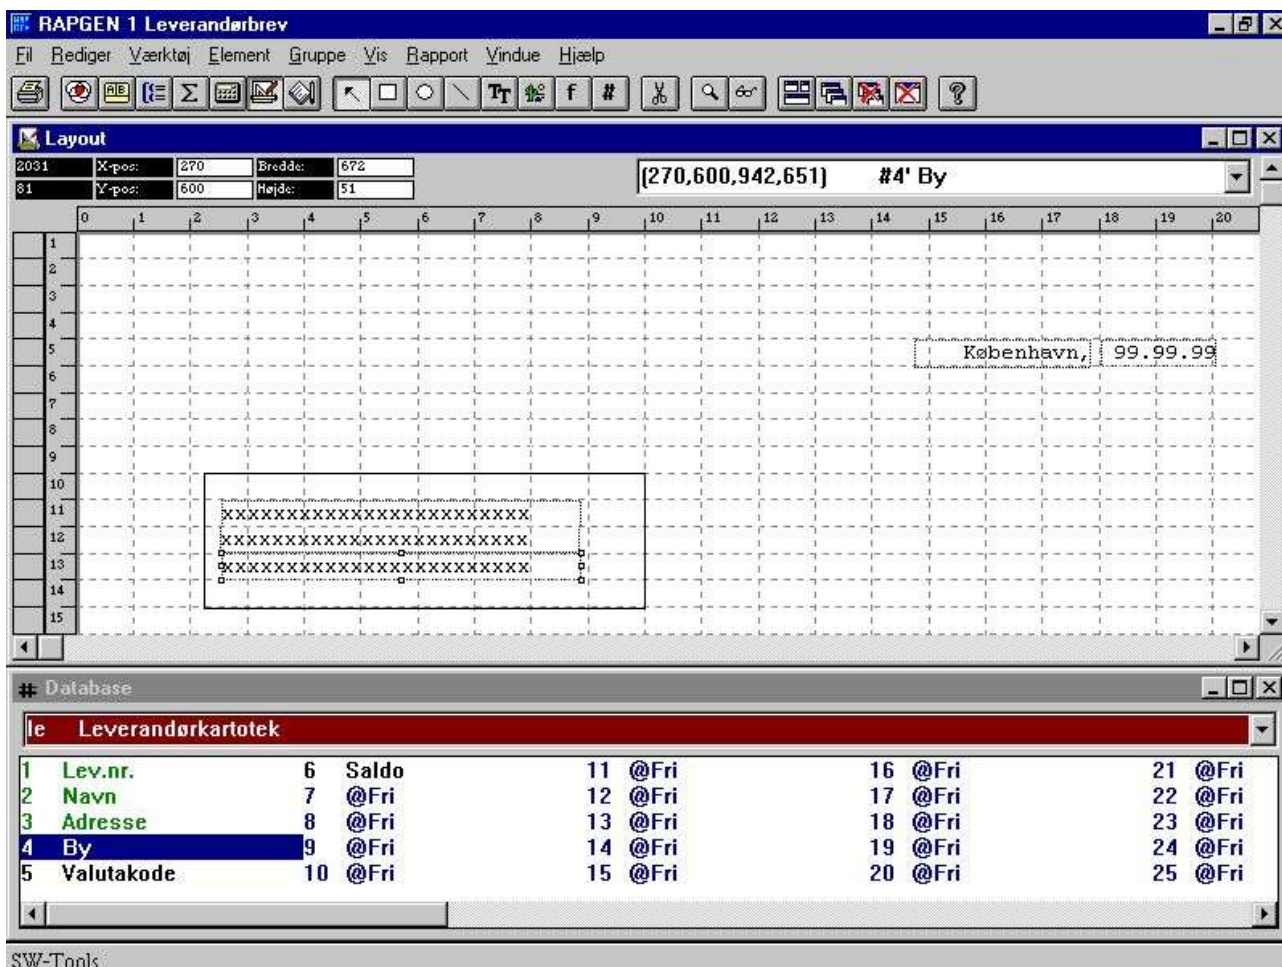 RAPGEN 1 Leverandørbrev
Fil Rediger Værktøj Element Gruppe Vis Rapport Vindue Hjælp
AB Σ TT f # ?
Layout
2031 X-pos: 270 Bredde: 672
81 Y-pos: 600 Højde: 51
(270,600,942,651) #4' By
0 1 2 3 4 5 6 7 8 9 10 11 12 13 14 15 16 17 18 19 20
1
2
3
4
5 København, 99.99.99
6
7
8
9
10
11 xxxxxxxxxxxxxxxxxxxxxxxx
12 xxxxxxxxxxxxxxxxxxxxxxxx
13 xxxxxxxxxxxxxxxxxxxxxxxx
14
15
# Database
le Leverandørkartotek
1 Lev.nr. 6 Saldo 11 @Fri 16 @Fri 21 @Fri
2 Navn 7 @Fri 12 @Fri 17 @Fri 22 @Fri
3 Adresse 8 @Fri 13 @Fri 18 @Fri 23 @Fri
4 By 9 @Fri 14 @Fri 19 @Fri 24 @Fri
5 Valutakode 10 @Fri 15 @Fri 20 @Fri 25 @Fri
SW-Tools